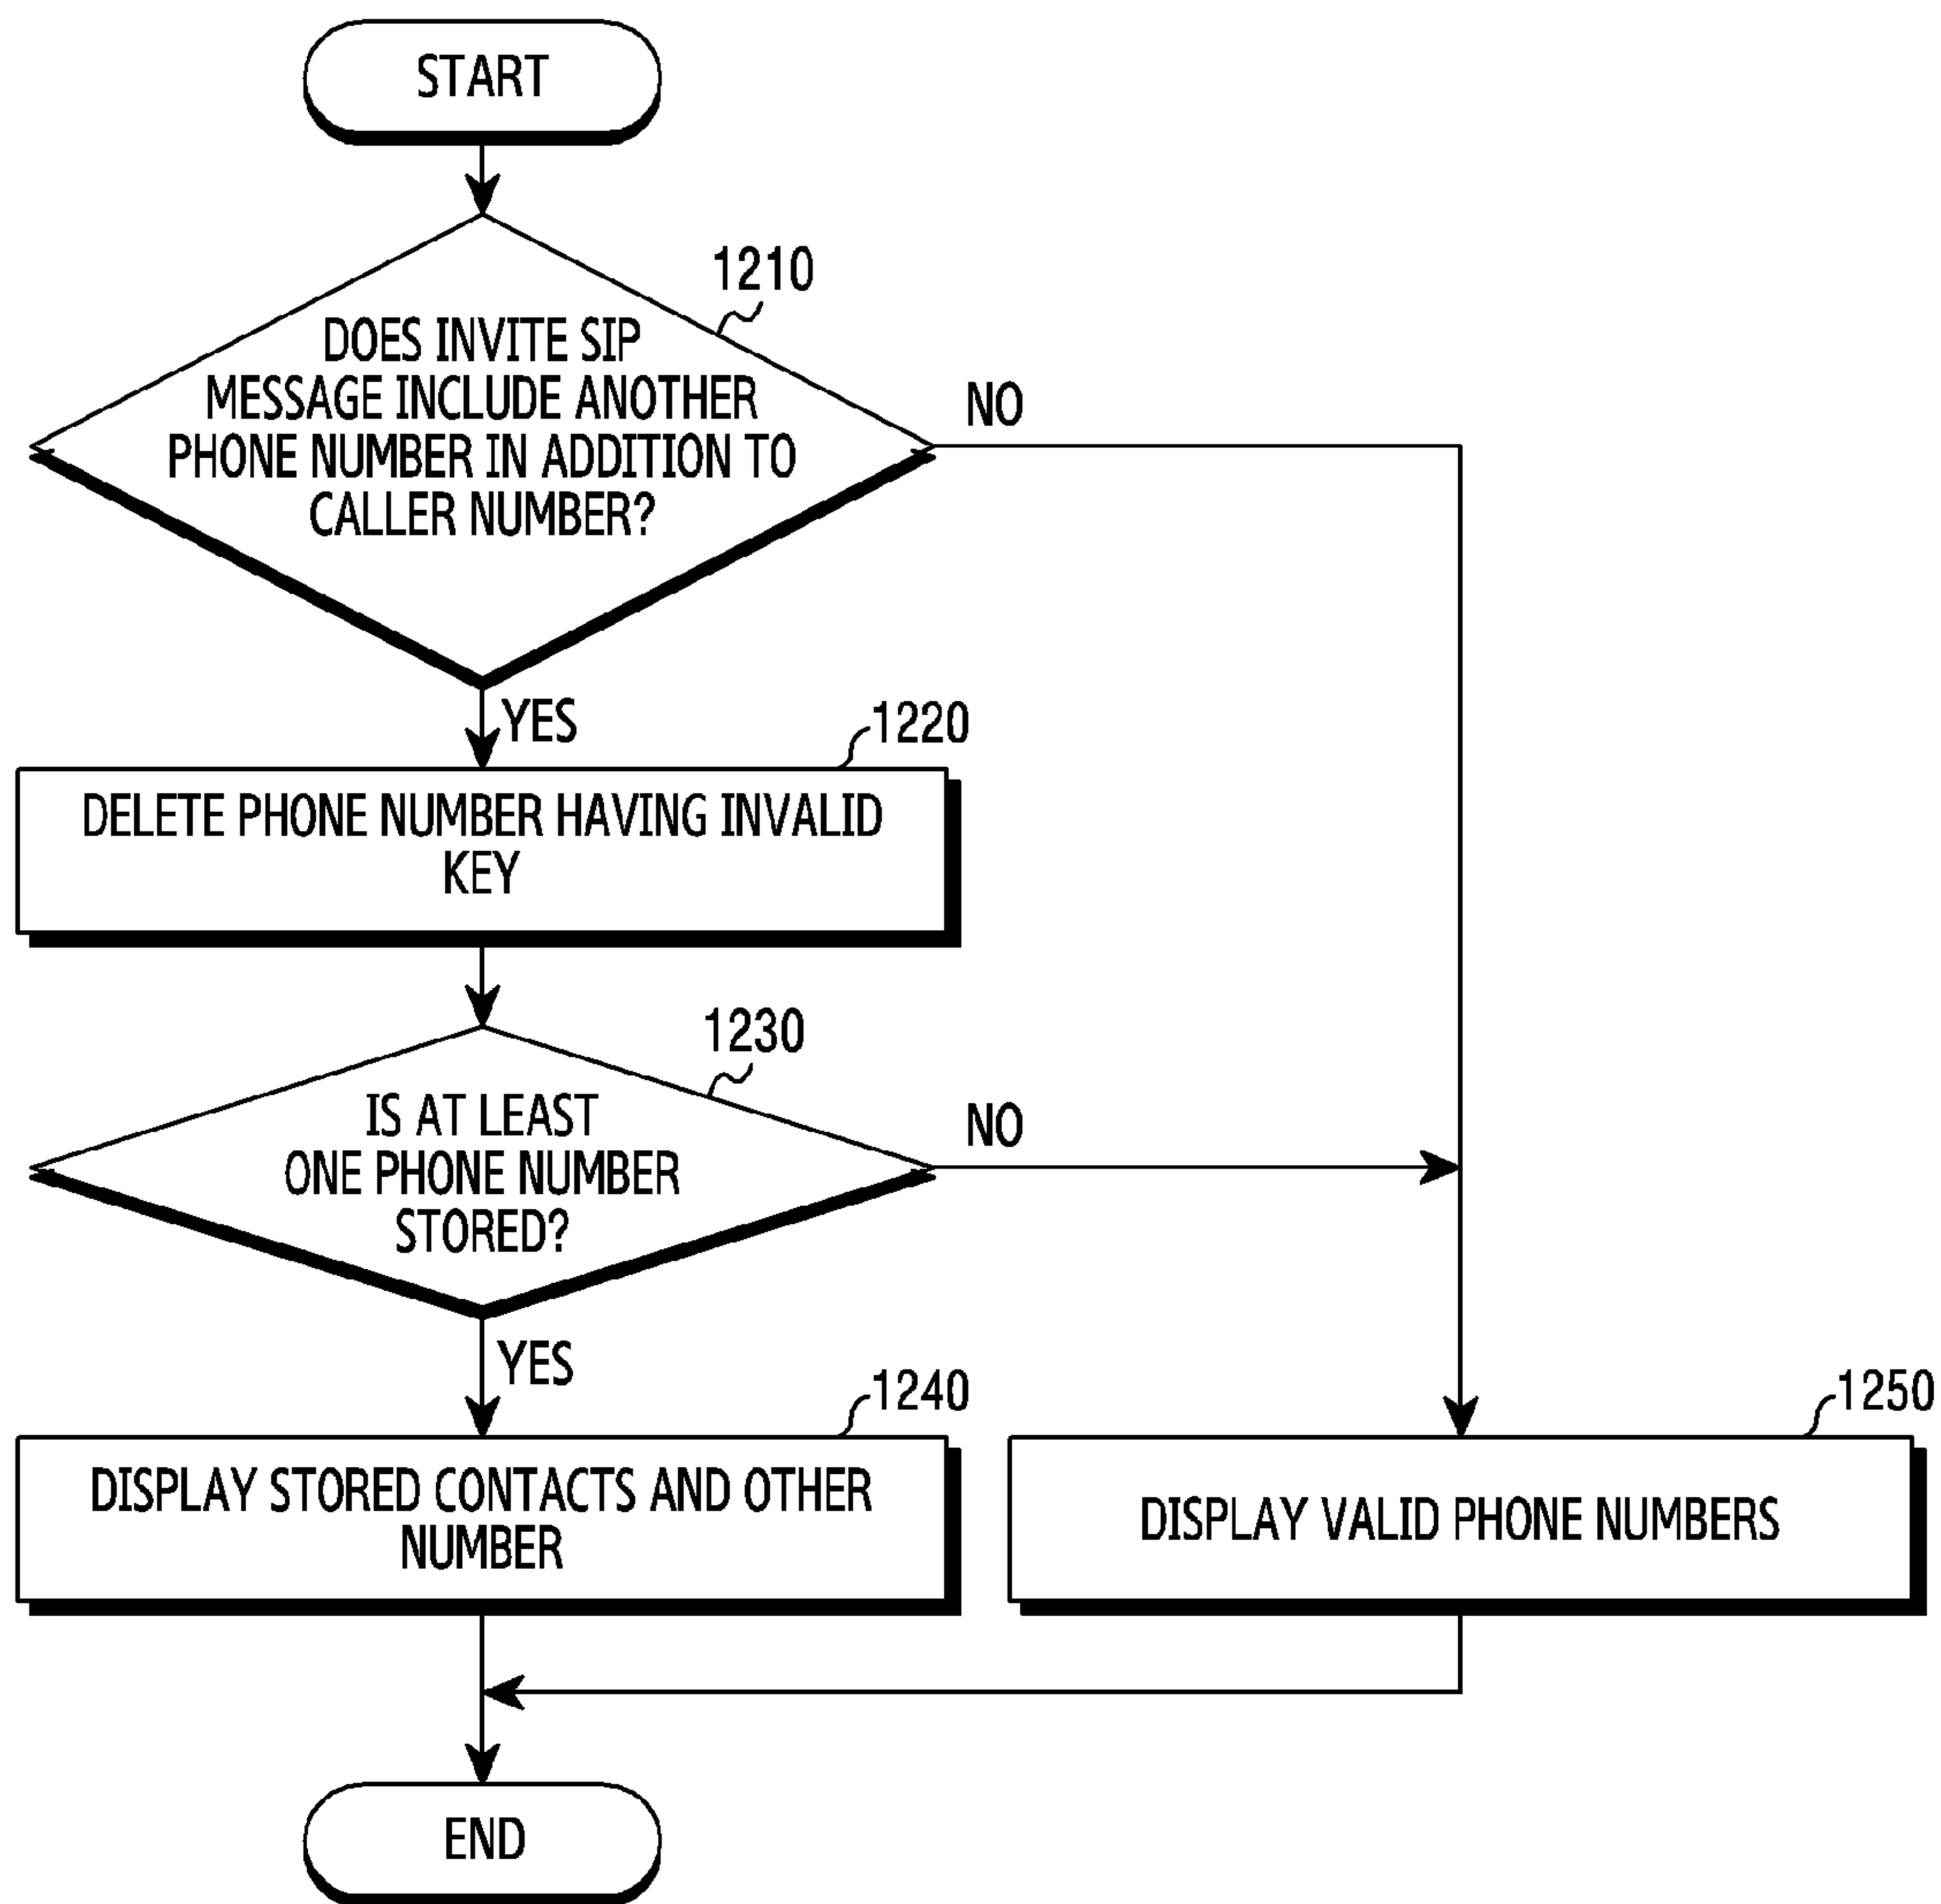 START
1210
DOES INVITE SIP
MESSAGE INCLUDE ANOTHER
PHONE NUMBER IN ADDITION TO
CALLER NUMBER?
NO
YES
1220
DELETE PHONE NUMBER HAVING INVALID
KEY
1230
IS AT LEAST
ONE PHONE NUMBER
STORED?
NO
YES
1240
DISPLAY STORED CONTACTS AND OTHER
NUMBER
1250
DISPLAY VALID PHONE NUMBERS
END